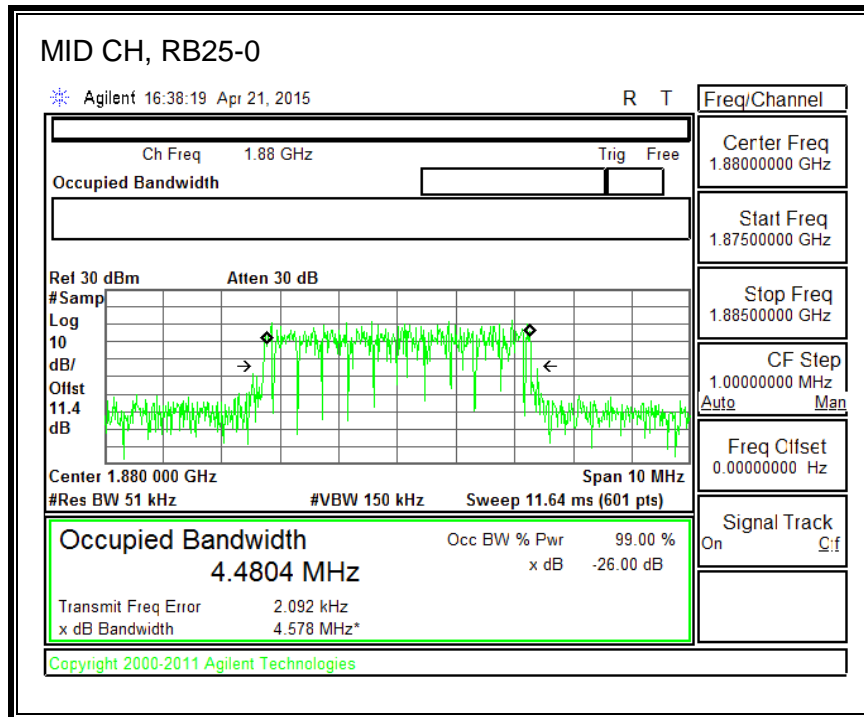 MID CH, RB25-0
Agilent 16:38:19 Apr 21, 2015 R T
Freq/Channel
Ch Freq 1.88 GHz Trig Free
Occupied Bandwidth
Center Freq
1.88000000 GHz
Start Freq
1.87500000 GHz
Stop Freq
1.88500000 GHz
CF Step
1.00000000 MHz
Auto Man
Freq Offset
0.00000000 Hz
Signal Track
On Off
Ref 30 dBm Atten 30 dB
#Samp
Log
10
dB/
Offst
11.4
dB
Center 1.880 000 GHz Span 10 MHz
#Res BW 51 kHz #VBW 150 kHz Sweep 11.64 ms (601 pts)
Occupied Bandwidth
4.4804 MHz
Occ BW % Pwr 99.00 %
x dB -26.00 dB
Transmit Freq Error 2.092 kHz
x dB Bandwidth 4.578 MHz*
Copyright 2000-2011 Agilent Technologies